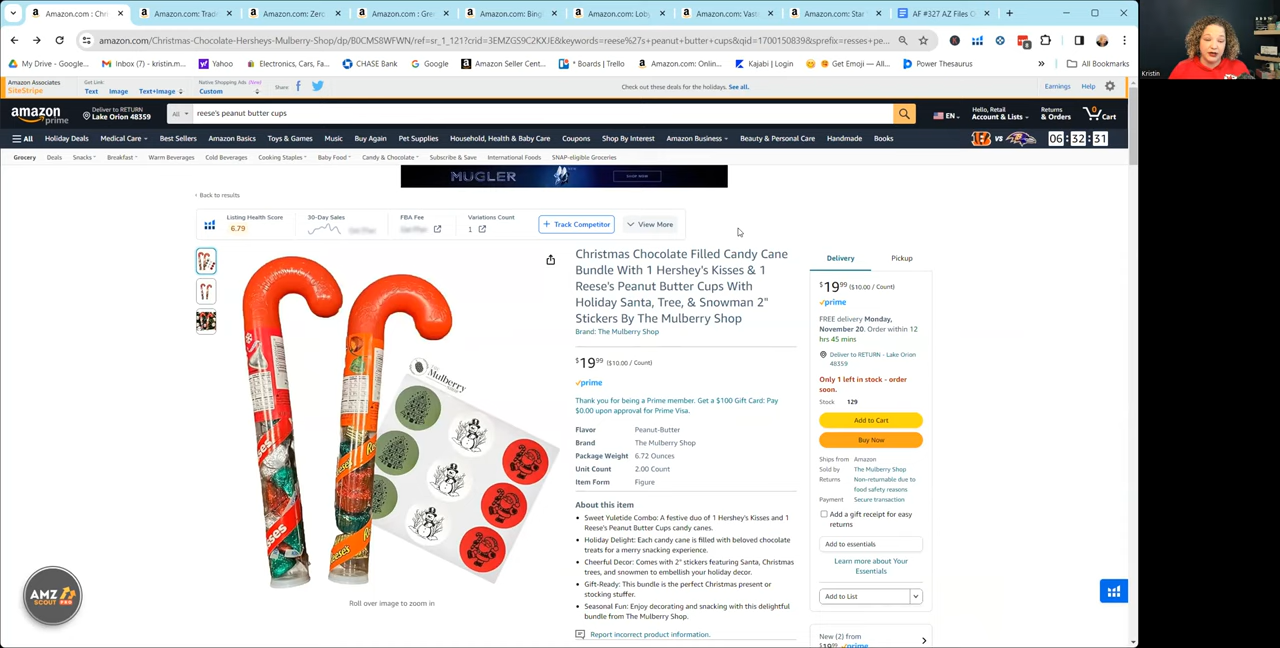 Amazon.com : Chri
Amazon.com: Trad
Amazon.com: Zero
Amazon.com : Gre
Amazon.com: Bing
Amazon.com: Loby
Amazon.com: Vast
Amazon.com: Star
AF #327 AZ Files O
amazon.com/Christmas-Chocolate-Hersheys-Mulberry-Shop/dp/B0CMS8WFWN/ref=sr_1_121?crid=3EMZ5S9C2KXJE&keywords=reese%27s+peanut+butter+cups&qid=1700150839&sprefix=resses+pe...
My Drive - Google...
Inbox (7) - kristin.m...
Yahoo
Electronics, Cars, Fa...
CHASE Bank
Google
Amazon Seller Cent...
* Boards | Trello
Amazon.com: Onlin...
Kajabi | Login
Get Emoji — All...
Power Thesaurus
»
All Bookmarks
Kristin
Amazon Associates
SiteStripe
Get Link
Text Image Text+Image
Native Shopping Ads (New)
Custom
Share
Check out these deals for the holidays. See all.
Earnings Help
amazon prime
Deliver to RETURN
Lake Orion 48359
All
reese's peanut butter cups
EN
Hello, Retail
Account & Lists
Returns
& Orders
0
Cart
All
Holiday Deals
Medical Care
Best Sellers
Amazon Basics
Toys & Games
Music
Buy Again
Pet Supplies
Household, Health & Baby Care
Coupons
Shop By Interest
Amazon Business
Beauty & Personal Care
Handmade
Books
VS
06 : 32 : 31
Grocery
Deals
Snacks
Breakfast
Warm Beverages
Cold Beverages
Cooking Staples
Baby Food
Candy & Chocolate
Subscribe & Save
International Foods
SNAP-eligible Groceries
MUGLER
SHOP NOW
‹ Back to results
Listing Health Score
6.79
30-Day Sales
FBA Fee
Variations Count
1
+ Track Competitor
View More
Christmas Chocolate Filled Candy Cane
Bundle With 1 Hershey's Kisses & 1
Reese's Peanut Butter Cups With
Holiday Santa, Tree, & Snowman 2"
Stickers By The Mulberry Shop
Brand: The Mulberry Shop
$19.99 ($10.00 / Count)
prime
Thank you for being a Prime member. Get a $100 Gift Card: Pay
$0.00 upon approval for Prime Visa.
Flavor Peanut-Butter
Brand The Mulberry Shop
Package Weight 6.72 Ounces
Unit Count 2.00 Count
Item Form Figure
About this item
• Sweet Yuletide Combo: A festive duo of 1 Hershey's Kisses and 1
Reese's Peanut Butter Cups candy canes.
• Holiday Delight: Each candy cane is filled with beloved chocolate
treats for a merry snacking experience.
• Cheerful Decor: Comes with 2" stickers featuring Santa, Christmas
trees, and snowmen to embellish your holiday decor.
• Gift-Ready: This bundle is the perfect Christmas present or
stocking stuffer.
• Seasonal Fun: Enjoy decorating and snacking with this delightful
bundle from The Mulberry Shop.
Report incorrect product information.
Mulberry
Roll over image to zoom in
AMZ
SCOUT PRO
Delivery
Pickup
$19.99 ($10.00 / Count)
prime
FREE delivery Monday,
November 20. Order within 12
hrs 45 mins
Deliver to RETURN - Lake Orion
48359
Only 1 left in stock - order
soon.
Stock 129
Add to Cart
Buy Now
Ships from Amazon
Sold by The Mulberry Shop
Returns Non-returnable due to
food safety reasons
Payment Secure transaction
Add a gift receipt for easy
returns
Add to essentials
Learn more about Your
Essentials
Add to List
New (2) from
$19.99 prime